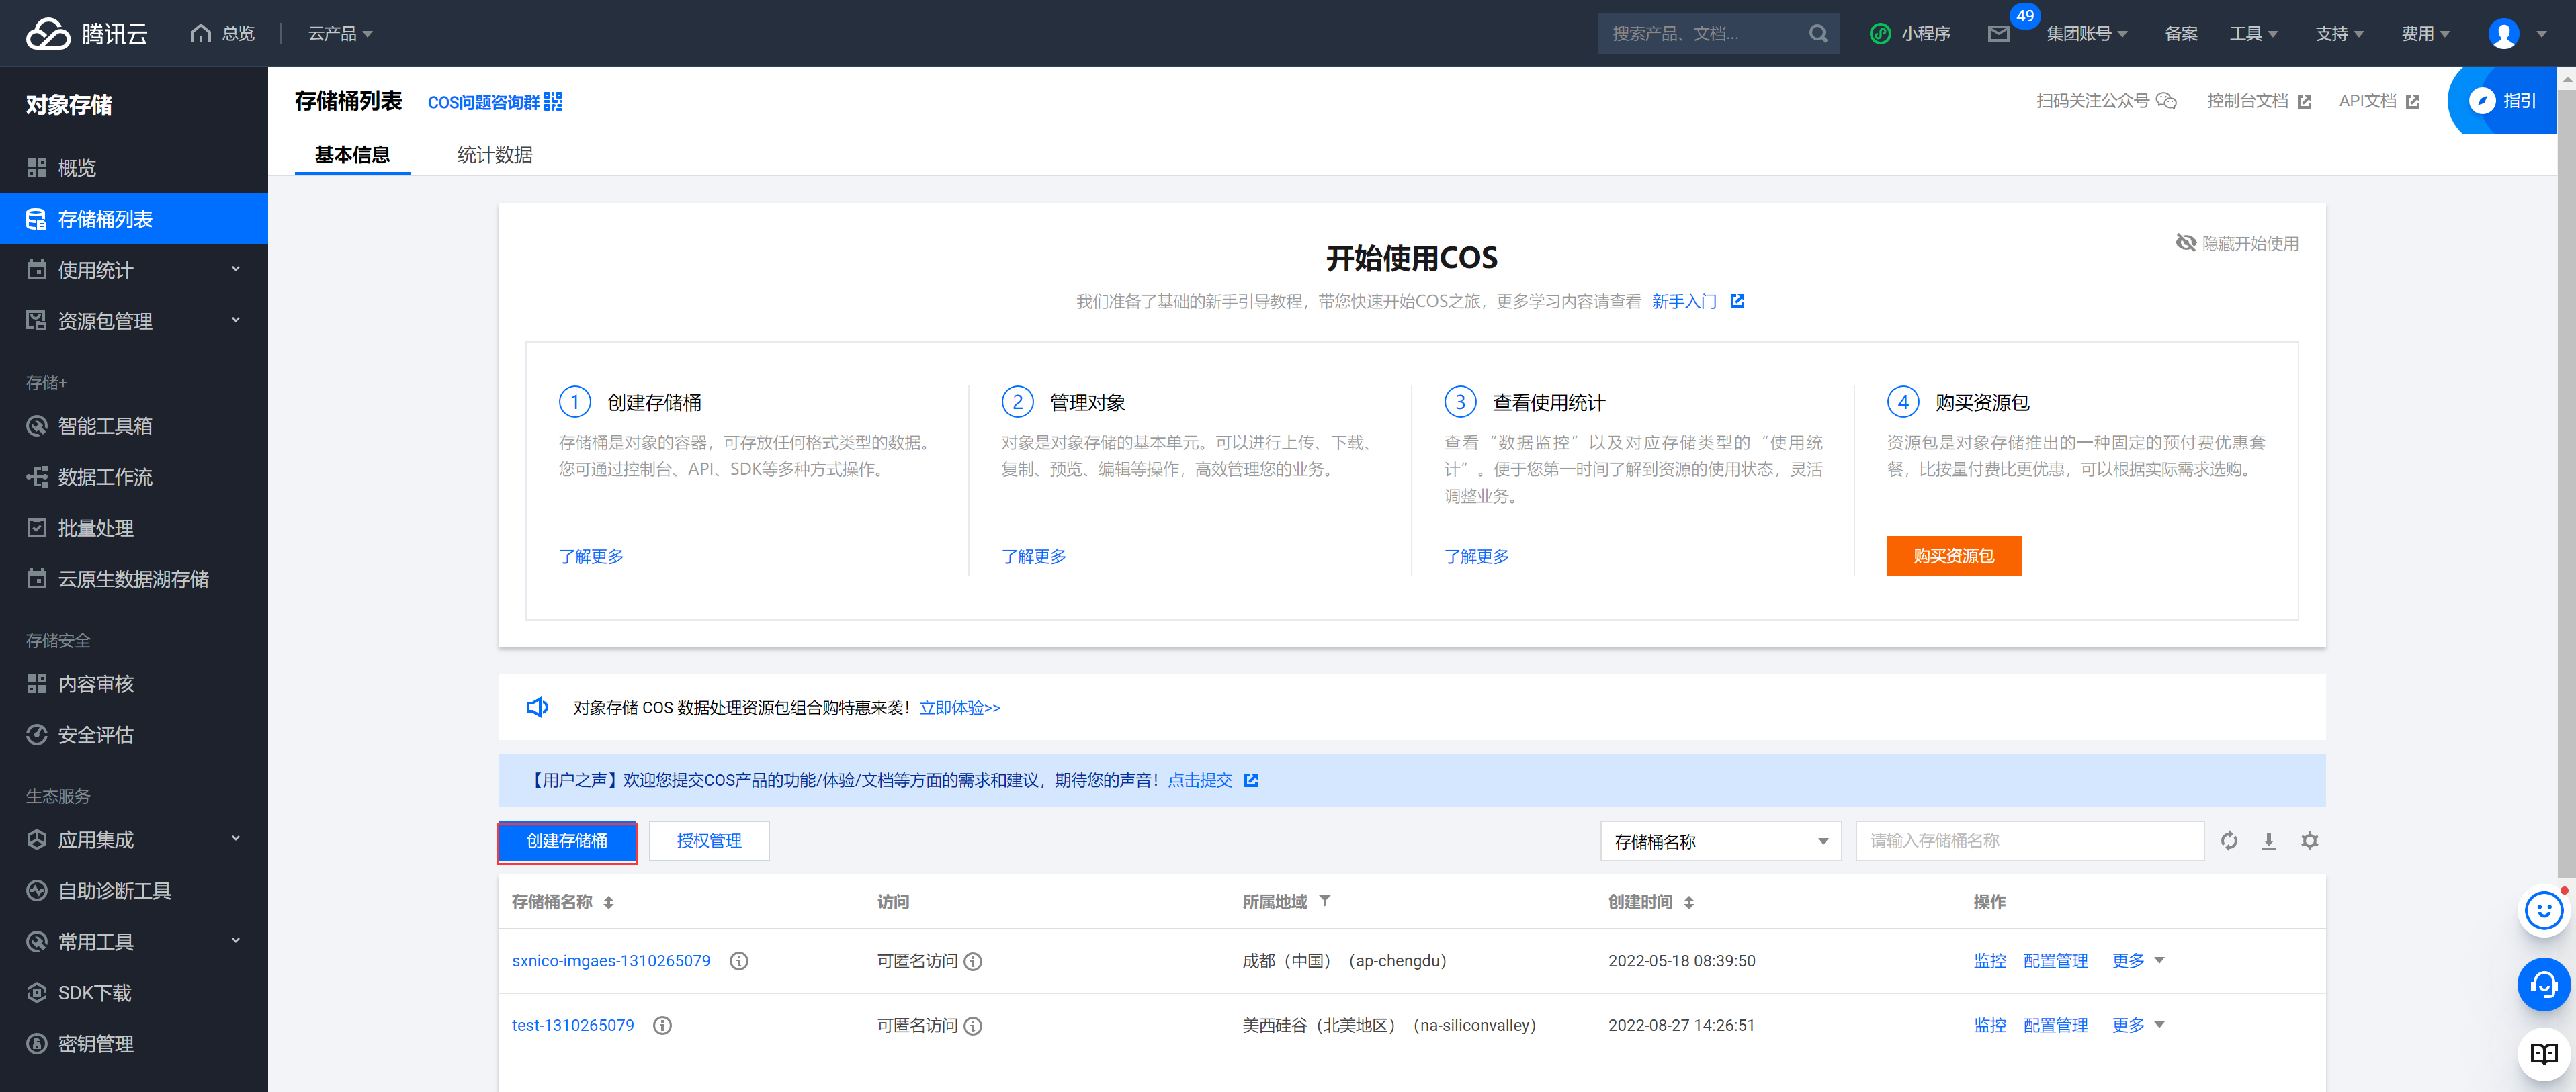 腾讯云
总览
云产品
搜索产品、文档...
小程序
49
集团账号
备案
工具
支持
费用
对象存储
概览
存储桶列表
使用统计
资源包管理
存储+
智能工具箱
数据工作流
批量处理
云原生数据湖存储
存储安全
内容审核
安全评估
生态服务
应用集成
自助诊断工具
常用工具
SDK下载
密钥管理
存储桶列表
COS问题咨询群
扫码关注公众号
控制台文档
API文档
指引
基本信息
统计数据
开始使用COS
隐藏开始使用
我们准备了基础的新手引导教程，带您快速开始COS之旅，更多学习内容请查看 新手入门
1 创建存储桶
存储桶是对象的容器，可存放任何格式类型的数据。
您可通过控制台、API、SDK等多种方式操作。
了解更多
2 管理对象
对象是对象存储的基本单元。可以进行上传、下载、
复制、预览、编辑等操作，高效管理您的业务。
了解更多
3 查看使用统计
查看“数据监控”以及对应存储类型的“使用统
计”。便于您第一时间了解到资源的使用状态，灵活
调整业务。
了解更多
4 购买资源包
资源包是对象存储推出的一种固定的预付费优惠套
餐，比按量付费比更优惠，可以根据实际需求选购。
购买资源包
对象存储 COS 数据处理资源包组合购特惠来袭！立即体验>>
【用户之声】欢迎您提交COS产品的功能/体验/文档等方面的需求和建议，期待您的声音！点击提交
创建存储桶
授权管理
存储桶名称
请输入存储桶名称
存储桶名称 访问 所属地域 创建时间 操作
sxnico-imgaes-1310265079 可匿名访问 成都（中国）（ap-chengdu） 2022-05-18 08:39:50 监控 配置管理 更多
test-1310265079 可匿名访问 美西硅谷（北美地区）（na-siliconvalley） 2022-08-27 14:26:51 监控 配置管理 更多